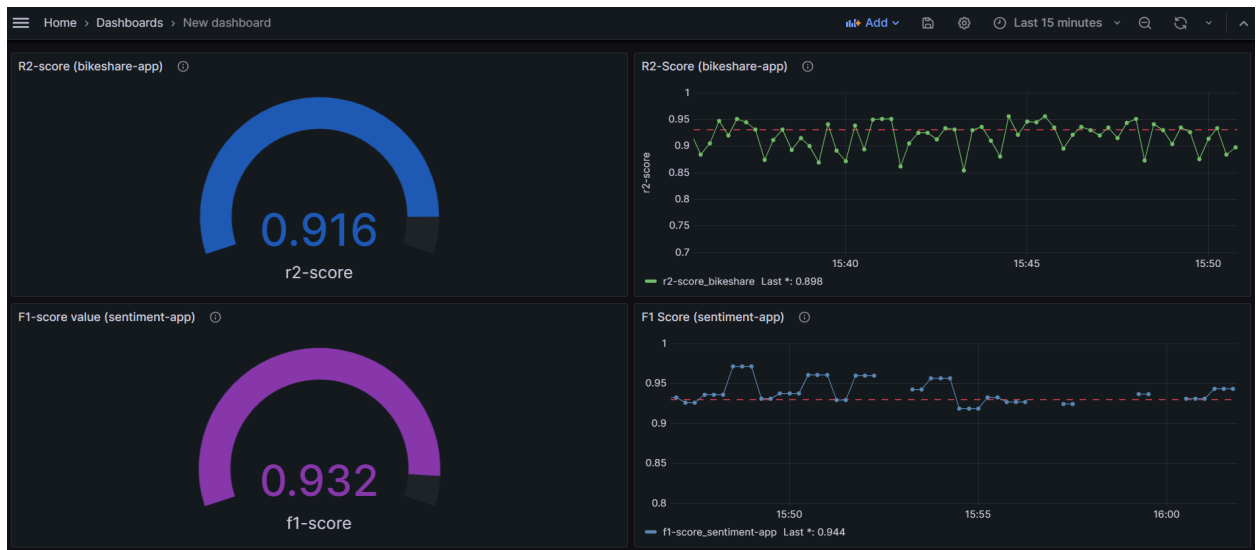 Home › Dashboards › New dashboard
Add
Last 15 minutes
R2-score (bikeshare-app)
0.916
r2-score
R2-Score (bikeshare-app)
r2-score
1
0.95
0.9
0.85
0.8
0.75
0.7
15:40 15:45 15:50
r2-score_bikeshare Last *: 0.898
F1-score value (sentiment-app)
0.932
f1-score
F1 Score (sentiment-app)
1
0.95
0.9
0.85
0.8
15:50 15:55 16:00
f1-score_sentiment-app Last *: 0.944